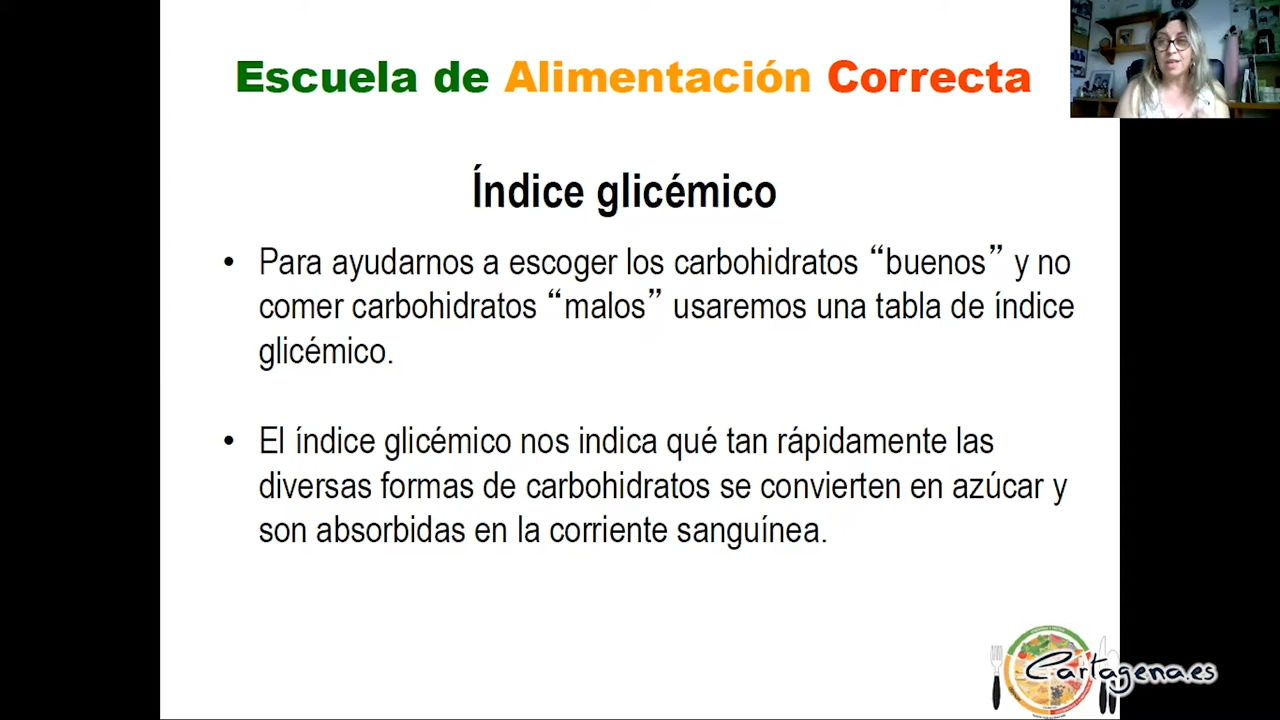 Escuela de Alimentación Correcta
Índice glicémico
• Para ayudarnos a escoger los carbohidratos “buenos” y no
comer carbohidratos “malos” usaremos una tabla de índice
glicémico.
• El índice glicémico nos indica qué tan rápidamente las
diversas formas de carbohidratos se convierten en azúcar y
son absorbidas en la corriente sanguínea.
Cartagena.es